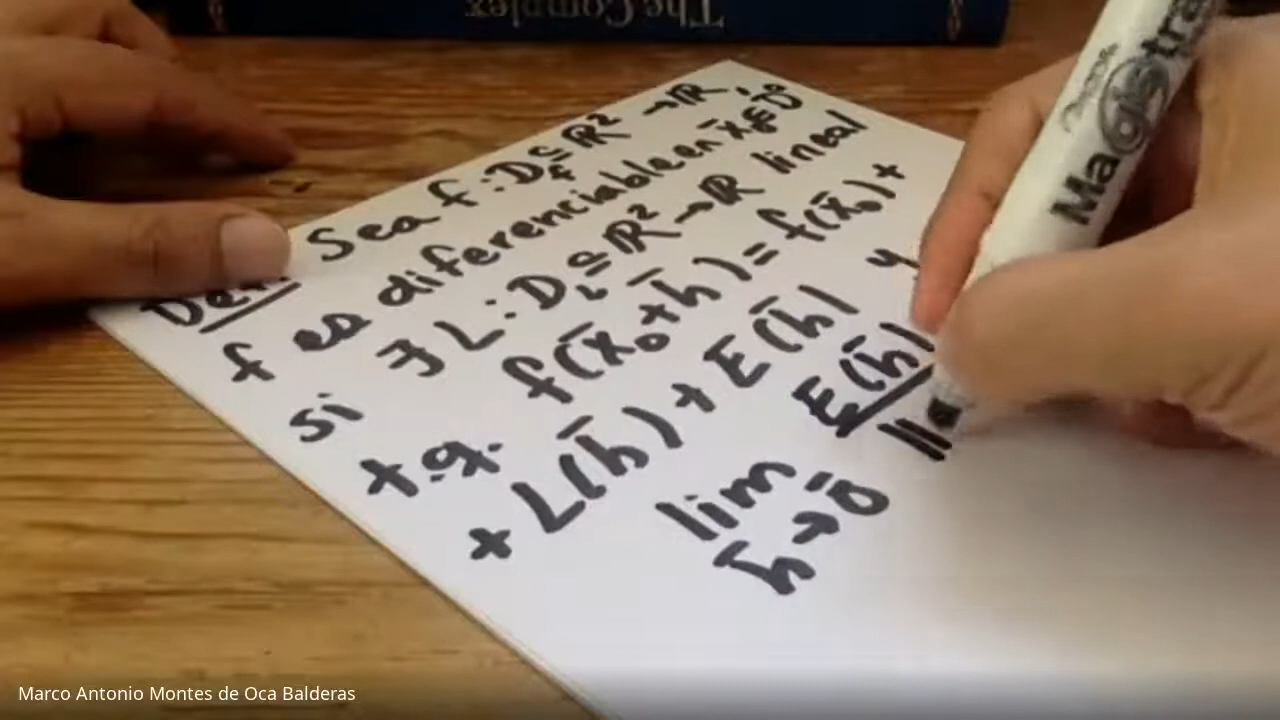 The Complex
Def Sea f: D_f ⊆ ℝ² → ℝ,
f es diferenciable en x̄₀ ∈ D°
si ∃ L: D_L ⊆ ℝ² → ℝ lineal
t.q. f(x̄₀+h̄) = f(x̄₀) +
+ L(h̄) + E(h̄) y
lim E(h̄)
h̄→0̄ ||
Magistral
Marco Antonio Montes de Oca Balderas